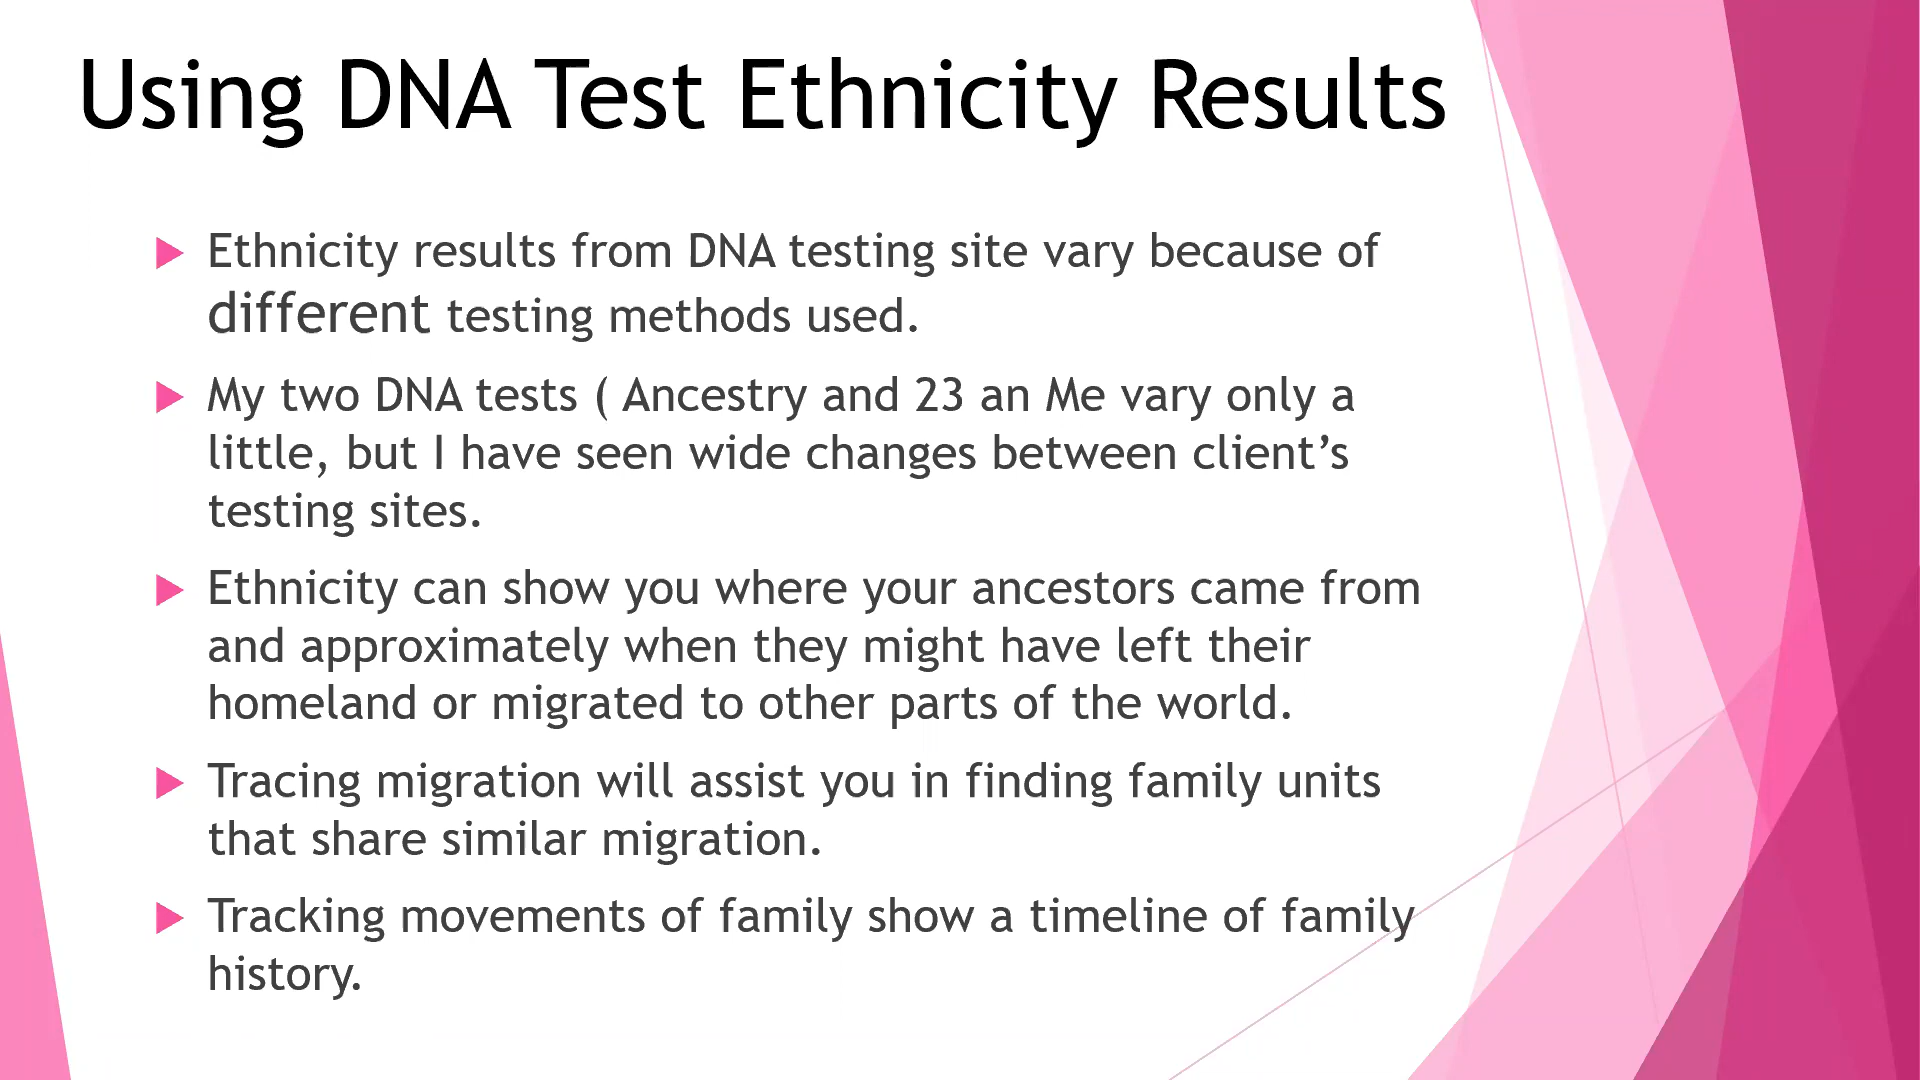 Using DNA Test Ethnicity Results
Ethnicity results from DNA testing site vary because of
different testing methods used.
My two DNA tests ( Ancestry and 23 an Me vary only a
little, but I have seen wide changes between client’s
testing sites.
Ethnicity can show you where your ancestors came from
and approximately when they might have left their
homeland or migrated to other parts of the world.
Tracing migration will assist you in finding family units
that share similar migration.
Tracking movements of family show a timeline of family
history.